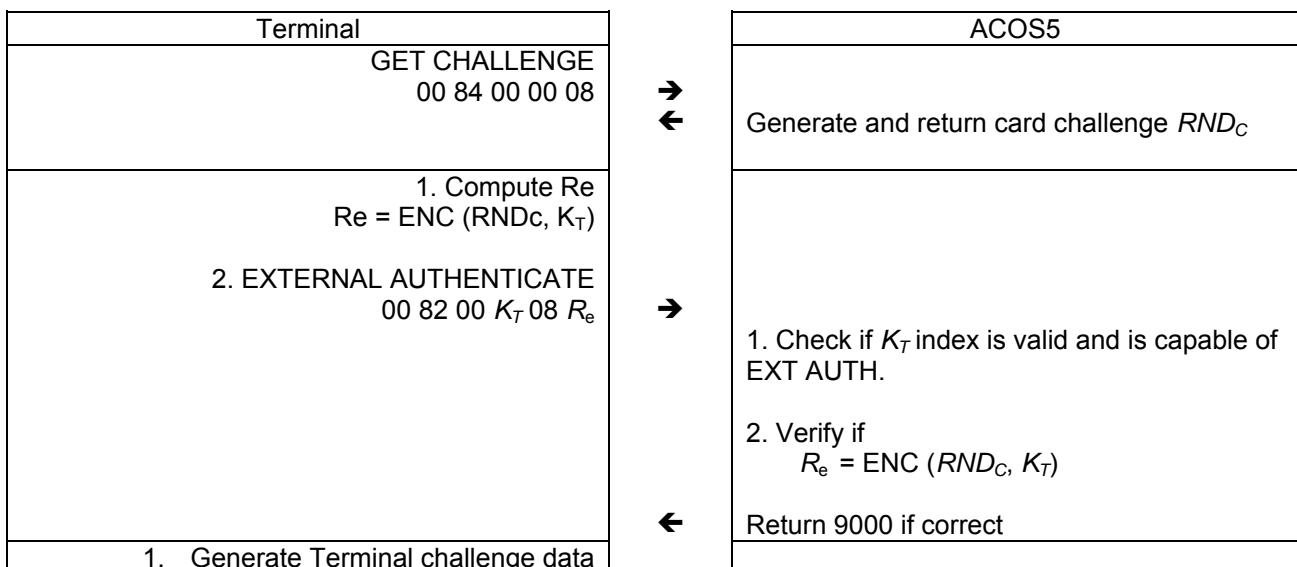 Terminal
ACOS5
GET CHALLENGE
00 84 00 00 08 ➔
🡰 Generate and return card challenge RNDC
1. Compute Re
Re = ENC (RNDc, KT)
2. EXTERNAL AUTHENTICATE
00 82 00 KT 08 Re ➔
1. Check if KT index is valid and is capable of
EXT AUTH.
2. Verify if
Re = ENC (RNDC, KT)
🡰 Return 9000 if correct
1. Generate Terminal challenge data